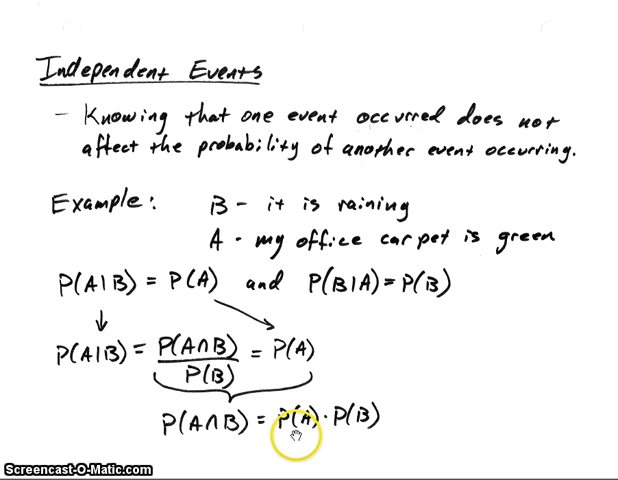 Independent Events
- Knowing that one event occurred does not
affect the probability of another event occurring.
Example: B - it is raining
A - my office carpet is green
P(A|B) = P(A) and P(B|A) = P(B)
P(A|B) = P(A∩B) / P(B) = P(A)
P(A∩B) = P(A) · P(B)
Screencast-O-Matic.com